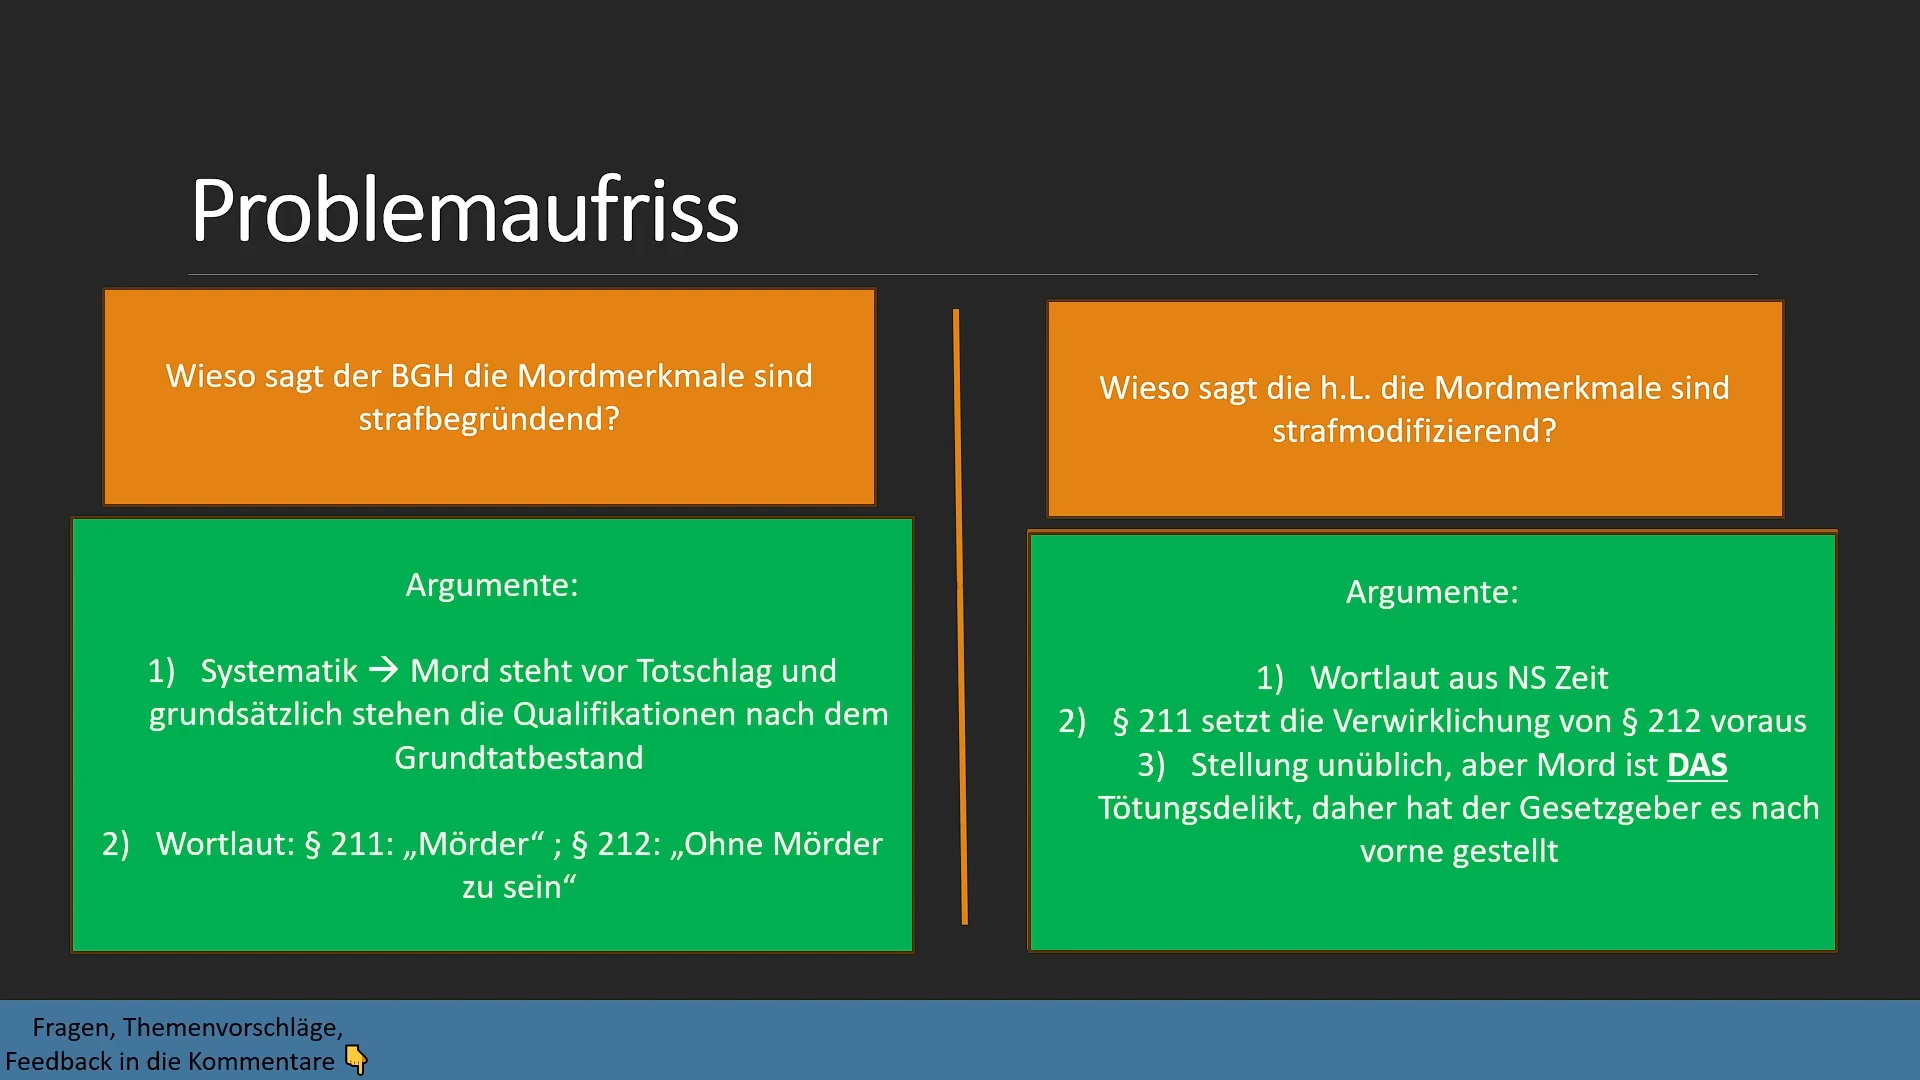 Problemaufriss
Wieso sagt der BGH die Mordmerkmale sind
strafbegründend?
Argumente:
1) Systematik → Mord steht vor Totschlag und
grundsätzlich stehen die Qualifikationen nach dem
Grundtatbestand
2) Wortlaut: § 211: „Mörder“ ; § 212: „Ohne Mörder
zu sein“
Wieso sagt die h.L. die Mordmerkmale sind
strafmodifizierend?
Argumente:
1) Wortlaut aus NS Zeit
2) § 211 setzt die Verwirklichung von § 212 voraus
3) Stellung unüblich, aber Mord ist DAS
Tötungsdelikt, daher hat der Gesetzgeber es nach
vorne gestellt
Fragen, Themenvorschläge,
Feedback in die Kommentare 👇